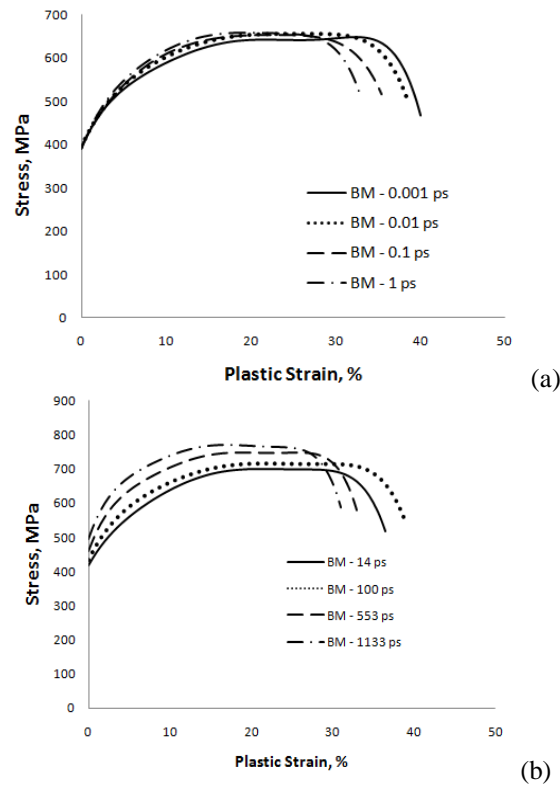 700
600
500
400
300
200
100
0
Stress, MPa
BM - 0.001 ps
BM - 0.01 ps
BM - 0.1 ps
BM - 1 ps
0 10 20 30 40 50
Plastic Strain, %
(a)
900
800
700
600
500
400
300
200
100
0
Stress, MPa
BM - 14 ps
BM - 100 ps
BM - 553 ps
BM - 1133 ps
0 10 20 30 40 50
Plastic Strain, %
(b)